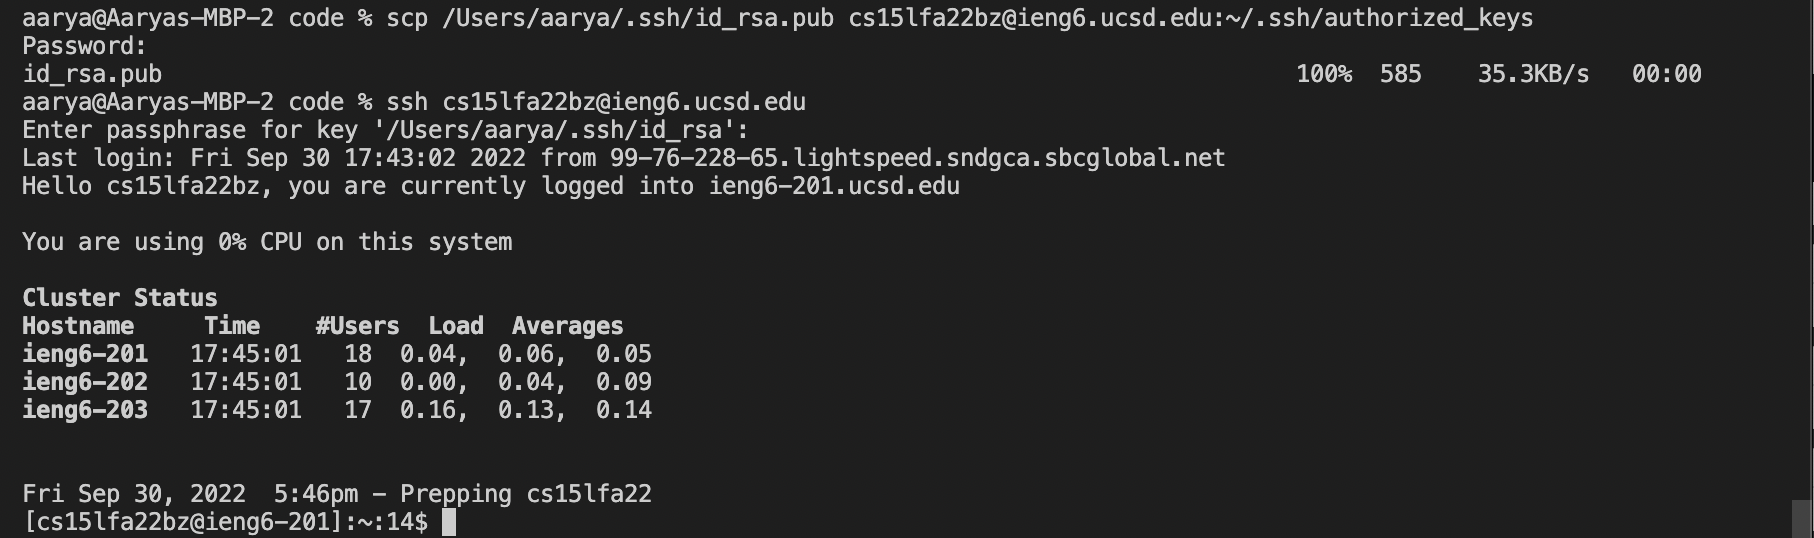 aarya@Aaryas-MBP-2 code % scp /Users/aarya/.ssh/id_rsa.pub cs15lfa22bz@ieng6.ucsd.edu:~/.ssh/authorized_keys
Password:
id_rsa.pub 100% 585 35.3KB/s 00:00
aarya@Aaryas-MBP-2 code % ssh cs15lfa22bz@ieng6.ucsd.edu
Enter passphrase for key '/Users/aarya/.ssh/id_rsa':
Last login: Fri Sep 30 17:43:02 2022 from 99-76-228-65.lightspeed.sndgca.sbcglobal.net
Hello cs15lfa22bz, you are currently logged into ieng6-201.ucsd.edu
You are using 0% CPU on this system
Cluster Status
Hostname Time #Users Load Averages
ieng6-201 17:45:01 18 0.04, 0.06, 0.05
ieng6-202 17:45:01 10 0.00, 0.04, 0.09
ieng6-203 17:45:01 17 0.16, 0.13, 0.14
Fri Sep 30, 2022 5:46pm - Prepping cs15lfa22
[cs15lfa22bz@ieng6-201]:~:14$